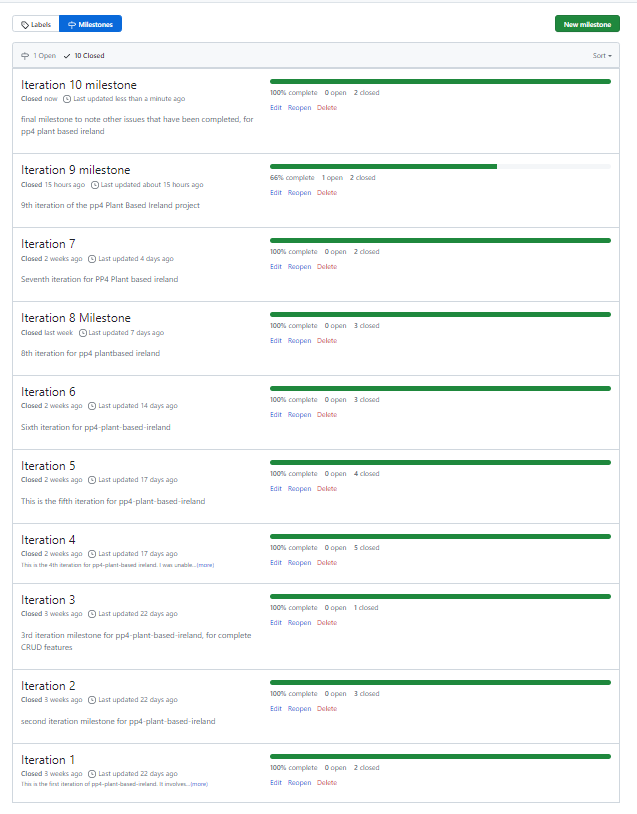 Labels Milestones New milestone
1 Open 10 Closed Sort
Iteration 10 milestone
Closed now Last updated less than a minute ago
final milestone to note other issues that have been completed, for
pp4 plant based ireland
100% complete 0 open 2 closed
Edit Reopen Delete
Iteration 9 milestone
Closed 15 hours ago Last updated about 15 hours ago
9th iteration of the pp4 Plant Based Ireland project
66% complete 1 open 2 closed
Edit Reopen Delete
Iteration 7
Closed 2 weeks ago Last updated 4 days ago
Seventh iteration for PP4 Plant based ireland
100% complete 0 open 2 closed
Edit Reopen Delete
Iteration 8 Milestone
Closed last week Last updated 7 days ago
8th iteration for pp4 plantbased ireland
100% complete 0 open 3 closed
Edit Reopen Delete
Iteration 6
Closed 2 weeks ago Last updated 14 days ago
Sixth iteration for pp4-plant-based-ireland
100% complete 0 open 3 closed
Edit Reopen Delete
Iteration 5
Closed 2 weeks ago Last updated 17 days ago
This is the fifth iteration for pp4-plant-based-ireland
100% complete 0 open 4 closed
Edit Reopen Delete
Iteration 4
Closed 2 weeks ago Last updated 17 days ago
This is the 4th iteration for pp4-plant-based-ireland. I was unable...(more)
100% complete 0 open 5 closed
Edit Reopen Delete
Iteration 3
Closed 3 weeks ago Last updated 22 days ago
3rd iteration milestone for pp4-plant-based-ireland, for complete
CRUD features
100% complete 0 open 1 closed
Edit Reopen Delete
Iteration 2
Closed 3 weeks ago Last updated 22 days ago
second iteration milestone for pp4-plant-based-ireland
100% complete 0 open 3 closed
Edit Reopen Delete
Iteration 1
Closed 3 weeks ago Last updated 22 days ago
This is the first iteration of pp4-plant-based-ireland. It involves...(more)
100% complete 0 open 2 closed
Edit Reopen Delete